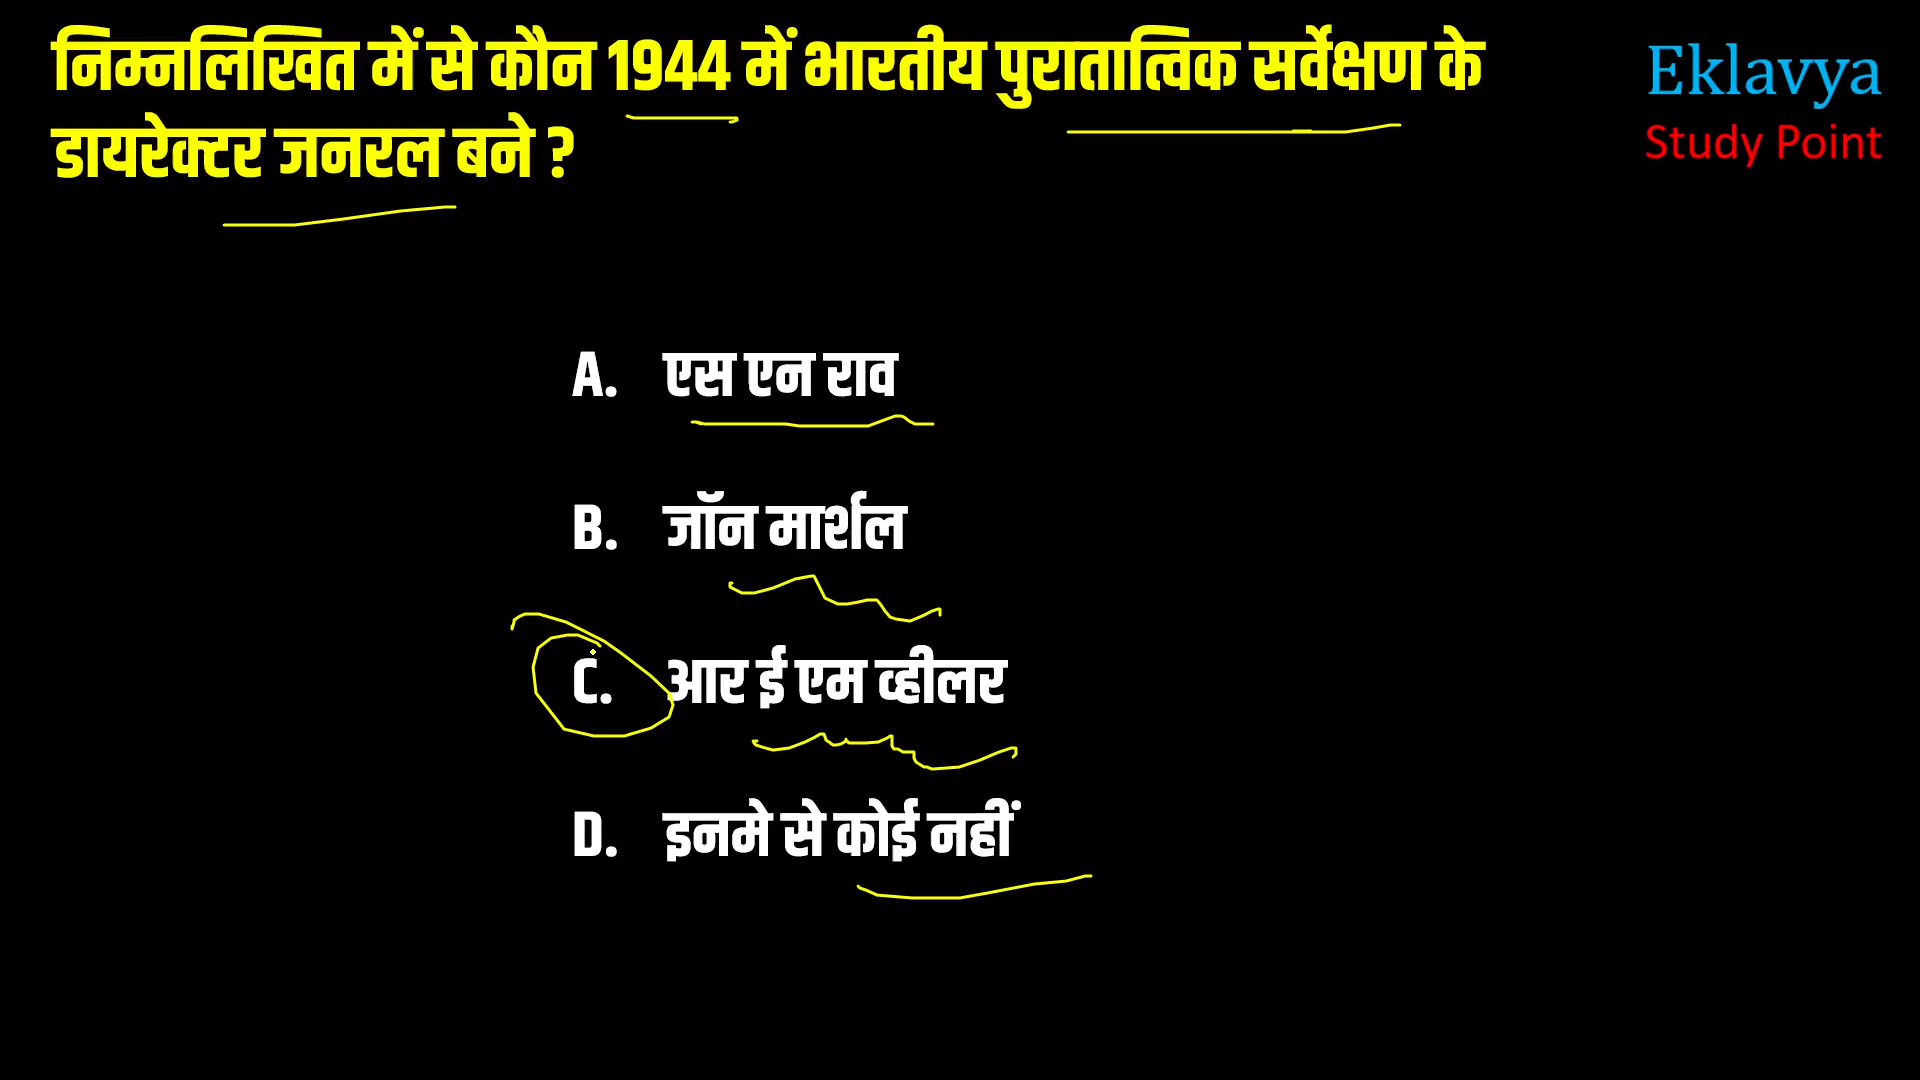 निम्नलिखित में से कौन 1944 में भारतीय पुरातात्विक सर्वेक्षण के
डायरेक्टर जनरल बने ?
Eklavya
Study Point
A. एस एन राव
B. जॉन मार्शल
C. आर ई एम व्हीलर
D. इनमे से कोई नहीं